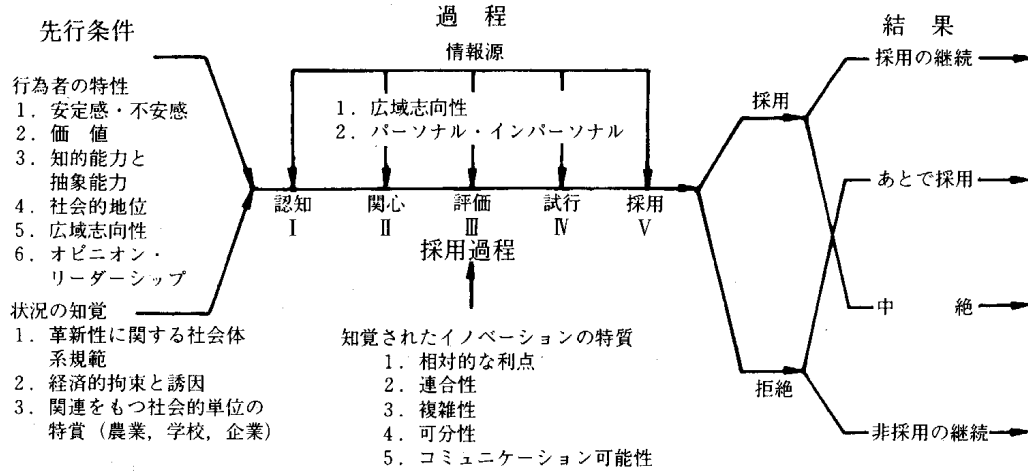 先行条件
行為者の特性
1. 安定感・不安感
2. 価 値
3. 知的能力と
抽象能力
4. 社会的地位
5. 広域志向性
6. オピニオン・
リーダーシップ
状況の知覚
1. 革新性に関する社会体
系規範
2. 経済的拘束と誘因
3. 関連をもつ社会的単位の
特賞(農業,学校,企業)
過 程
情報源
1. 広域志向性
2. パーソナル・インパーソナル
認知 関心 評価 試行 採用
Ⅰ Ⅱ Ⅲ Ⅳ Ⅴ
採用過程
知覚されたイノベーションの特質
1. 相対的な利点
2. 連合性
3. 複雑性
4. 可分性
5. コミュニケーション可能性
結 果
採用
拒絶
採用の継続
あとで採用
中 絶
非採用の継続